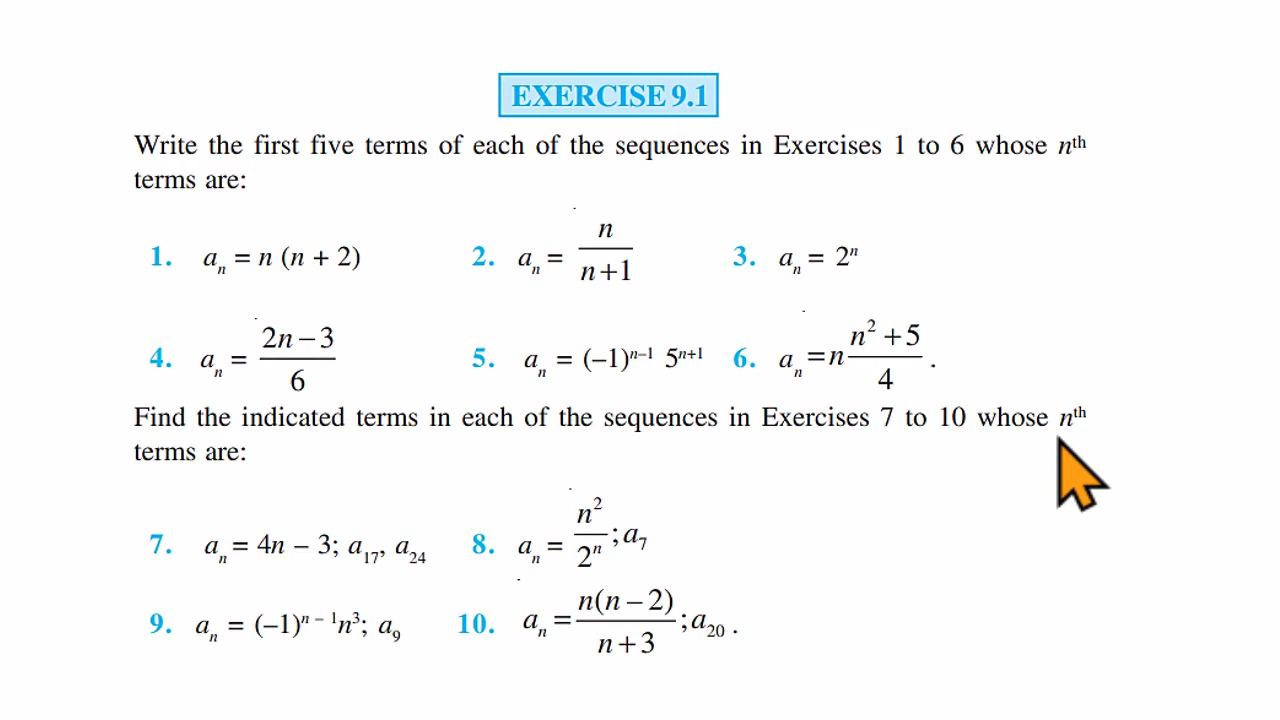 EXERCISE 9.1
Write the first five terms of each of the sequences in Exercises 1 to 6 whose nᵗʰ
terms are:
1. aₙ = n (n + 2) 2. aₙ = n/(n+1) 3. aₙ = 2ⁿ
4. aₙ = (2n − 3)/6 5. aₙ = (–1)ⁿ⁻¹ 5ⁿ⁺¹ 6. aₙ = n (n² + 5)/4 .
Find the indicated terms in each of the sequences in Exercises 7 to 10 whose nᵗʰ
terms are:
7. aₙ = 4n – 3; a₁₇, a₂₄ 8. aₙ = n²/2ⁿ ; a₇
9. aₙ = (–1)ⁿ ⁻ ¹n³; a₉ 10. aₙ = n(n – 2)/(n + 3) ; a₂₀ .